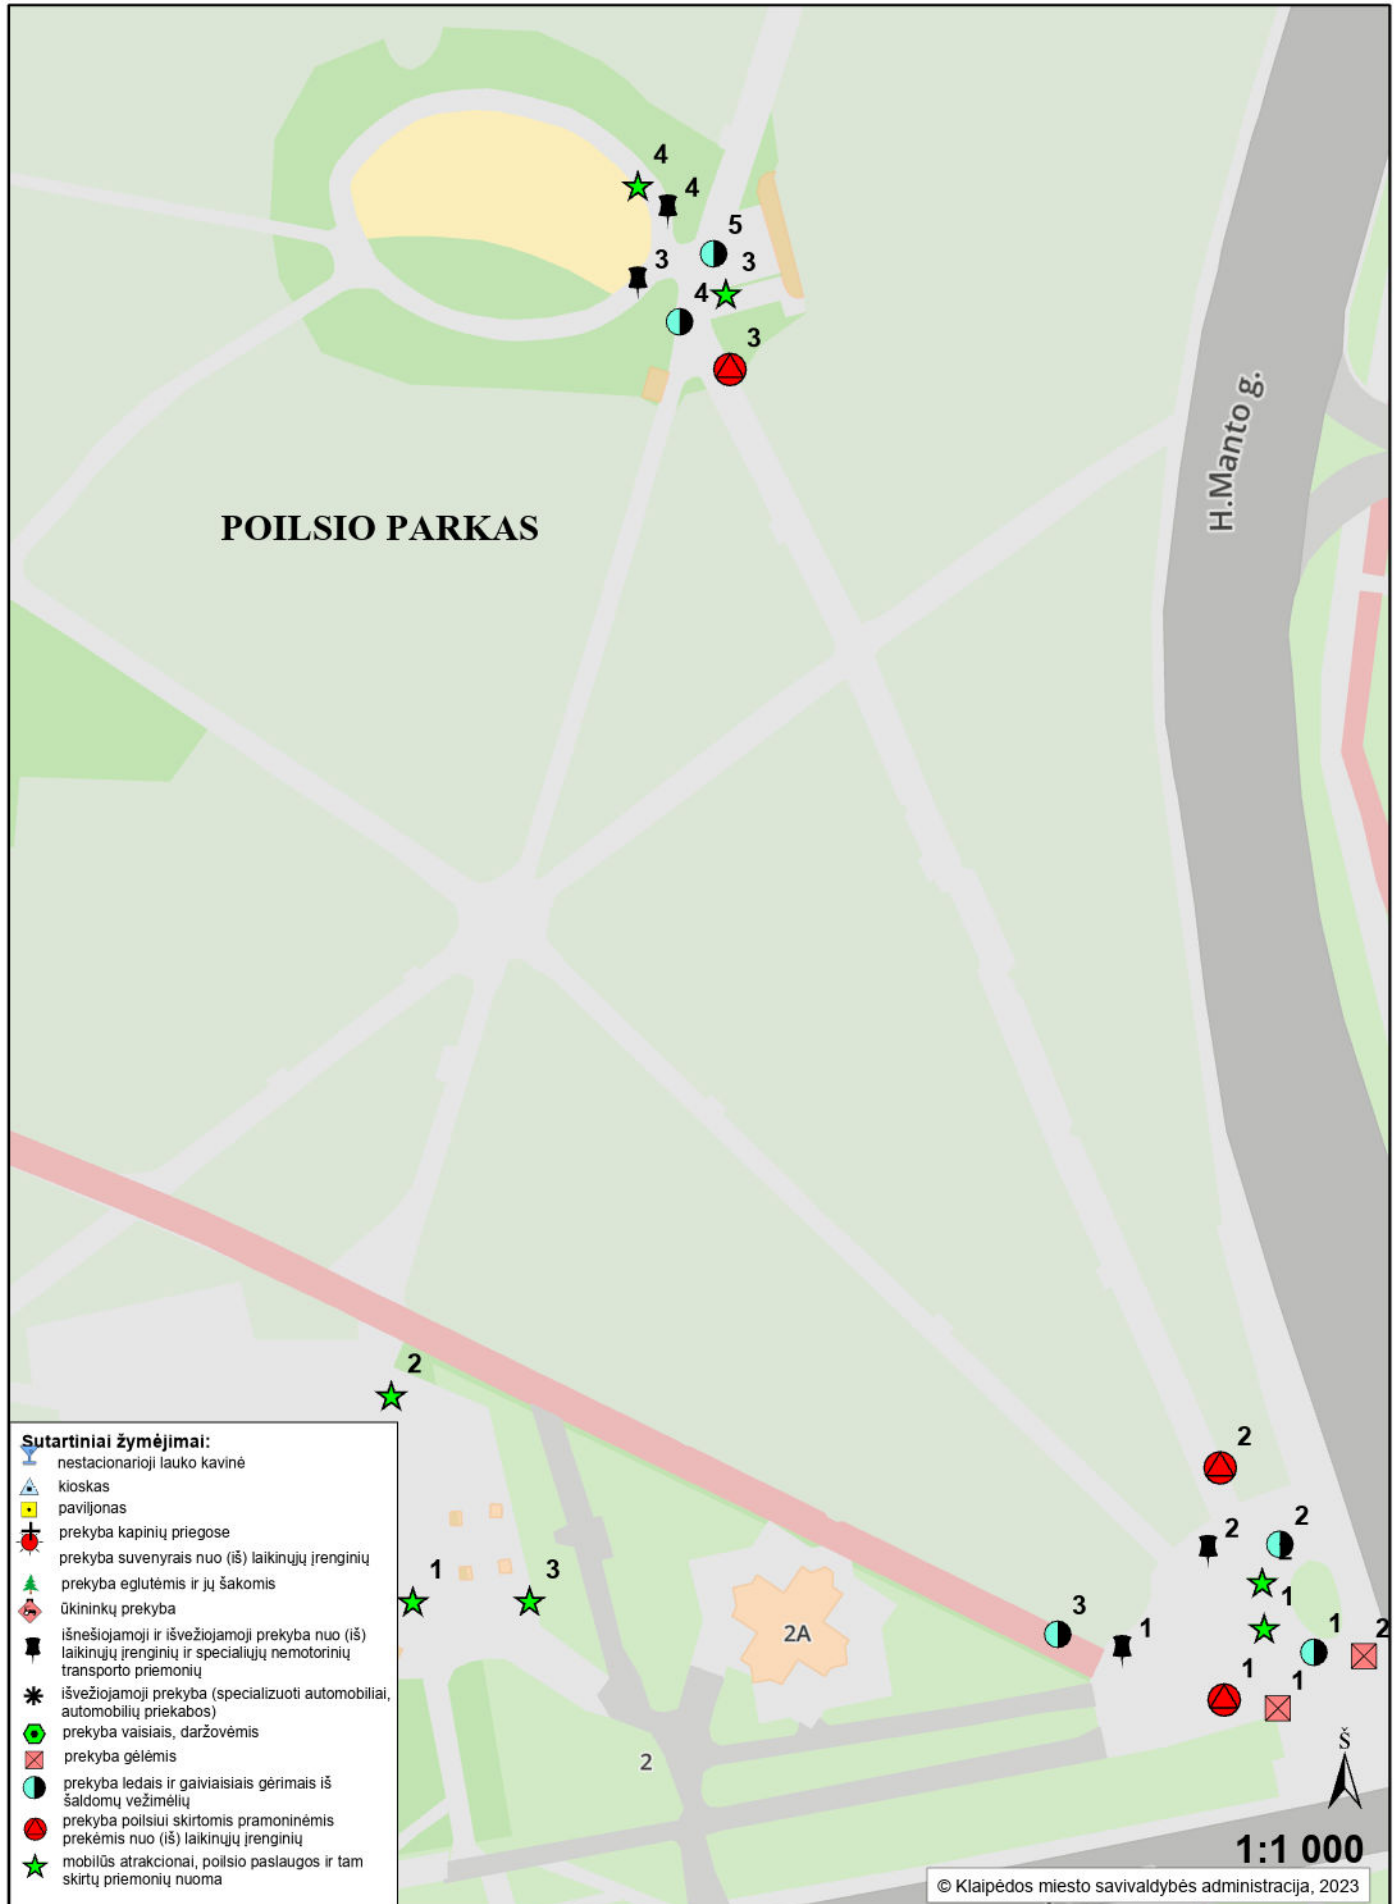 4
4
5
3
3
4
3
H.Manto g.
POILSIO PARKAS
2
2
2
2
2
1
3
2A
1
3
1
1
2
1
1
2
Š
1:1 000
© Klaipėdos miesto savivaldybės administracija, 2023
Sutartiniai žymėjimai:
nestacionarioji lauko kavinė
kioskas
paviljonas
prekyba kapinių priegose
prekyba suvenyrais nuo (iš) laikinųjų įrenginių
prekyba eglutėmis ir jų šakomis
ūkininkų prekyba
išnešiojamoji ir išvežiojamoji prekyba nuo (iš)
laikinųjų įrenginių ir specialiųjų nemotorinių
transporto priemonių
išvežiojamoji prekyba (specializuoti automobiliai,
automobilių priekabos)
prekyba vaisiais, daržovėmis
prekyba gėlėmis
prekyba ledais ir gaiviaisiais gėrimais iš
šaldomų vežimėlių
prekyba poilsiui skirtomis pramoninėmis
prekėmis nuo (iš) laikinųjų įrenginių
mobilūs atrakcionai, poilsio paslaugos ir tam
skirtų priemonių nuoma